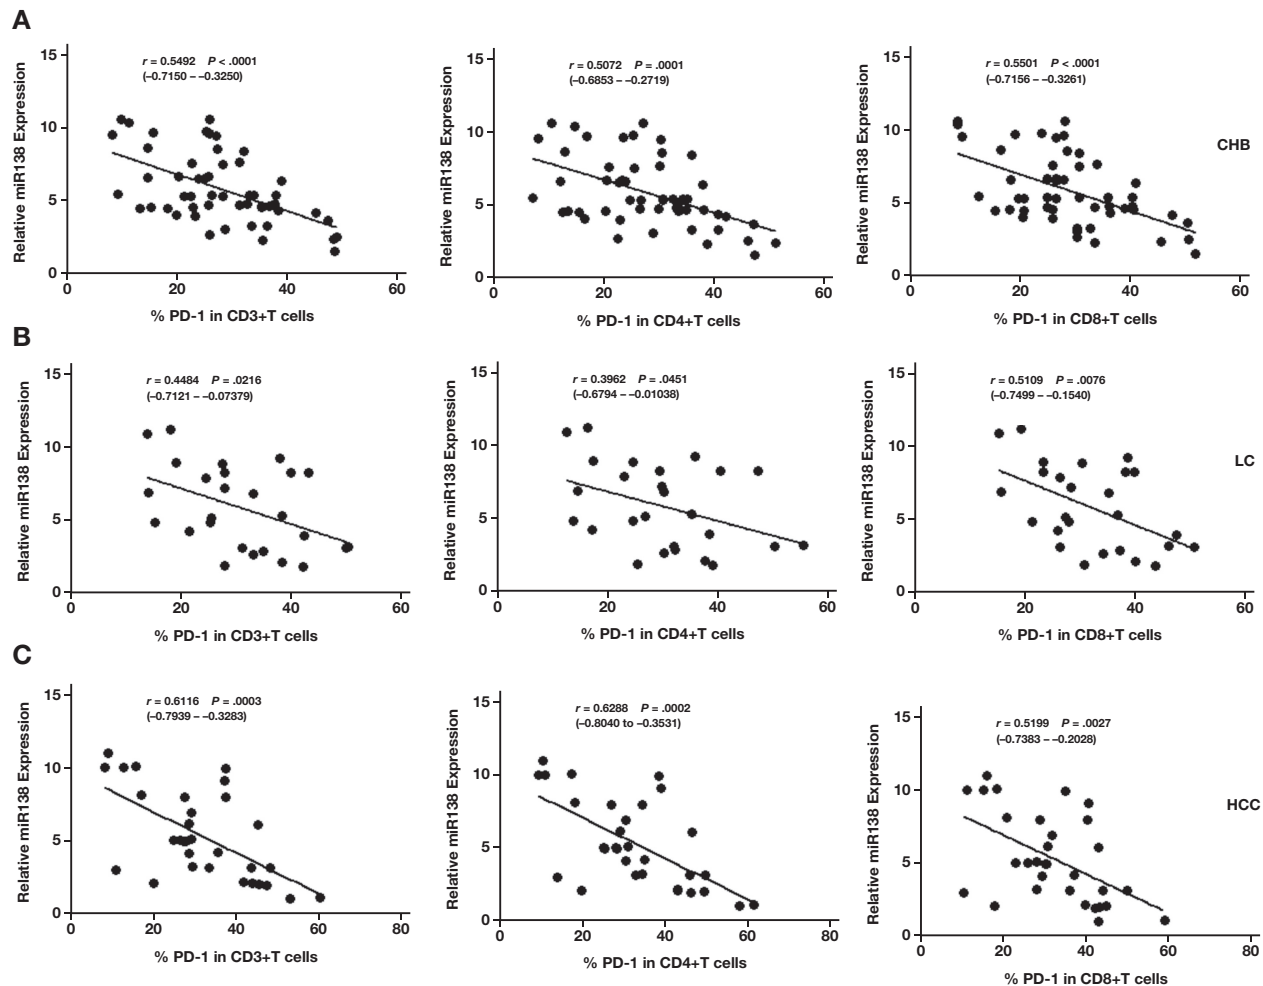 A
r = 0.5492 P < .0001
(–0.7150 – –0.3250)
Relative miR138 Expression
15
10
5
0
0 20 40 60
% PD-1 in CD3+T cells
r = 0.5072 P = .0001
(–0.6853 – –0.2719)
Relative miR138 Expression
15
10
5
0
0 20 40 60
% PD-1 in CD4+T cells
r = 0.5501 P < .0001
(–0.7156 – –0.3261)
Relative miR138 Expression
15
10
5
0
0 20 40 60
% PD-1 in CD8+T cells
CHB
B
r = 0.4484 P = .0216
(–0.7121 – –0.07379)
Relative miR138 Expression
15
10
5
0
0 20 40 60
% PD-1 in CD3+T cells
r = 0.3962 P = .0451
(–0.6794 – –0.01038)
Relative miR138 Expression
15
10
5
0
0 20 40 60
% PD-1 in CD4+T cells
r = 0.5109 P = .0076
(–0.7499 – –0.1540)
Relative miR138 Expression
15
10
5
0
0 20 40 60
% PD-1 in CD8+T cells
LC
C
r = 0.6116 P = .0003
(–0.7939 – –0.3283)
Relative miR138 Expression
15
10
5
0
0 20 40 60 80
% PD-1 in CD3+T cells
r = 0.6288 P = .0002
(–0.8040 to –0.3531)
Relative miR138 Expression
15
10
5
0
0 20 40 60 80
% PD-1 in CD4+T cells
r = 0.5199 P = .0027
(–0.7383 – –0.2028)
Relative miR138 Expression
15
10
5
0
0 20 40 60 80
% PD-1 in CD8+T cells
HCC